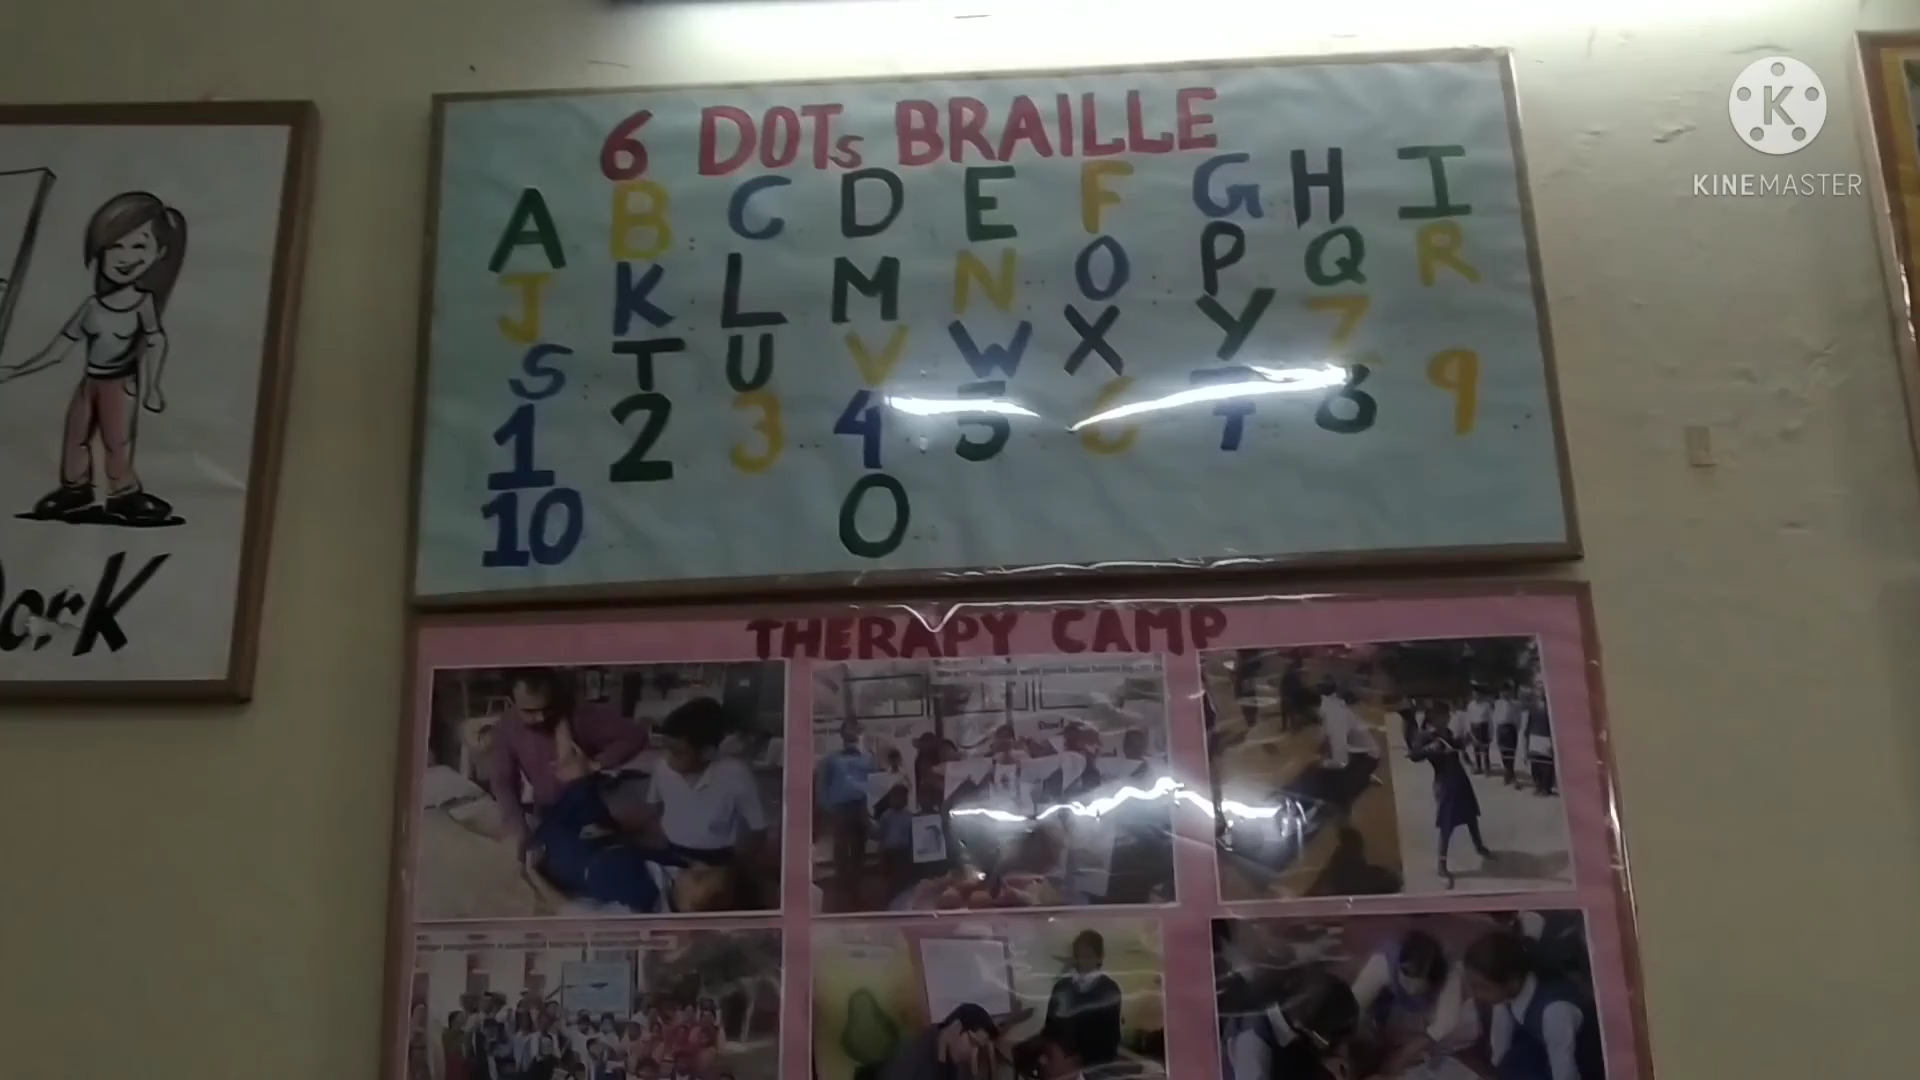 6 DOTs BRAILLE
A B C D E F G H I
J K L M N O P Q R
S T U V W X Y Z
1 2 3 4 5 6 7 8 9
10 0
THERAPY CAMP
KINEMASTER